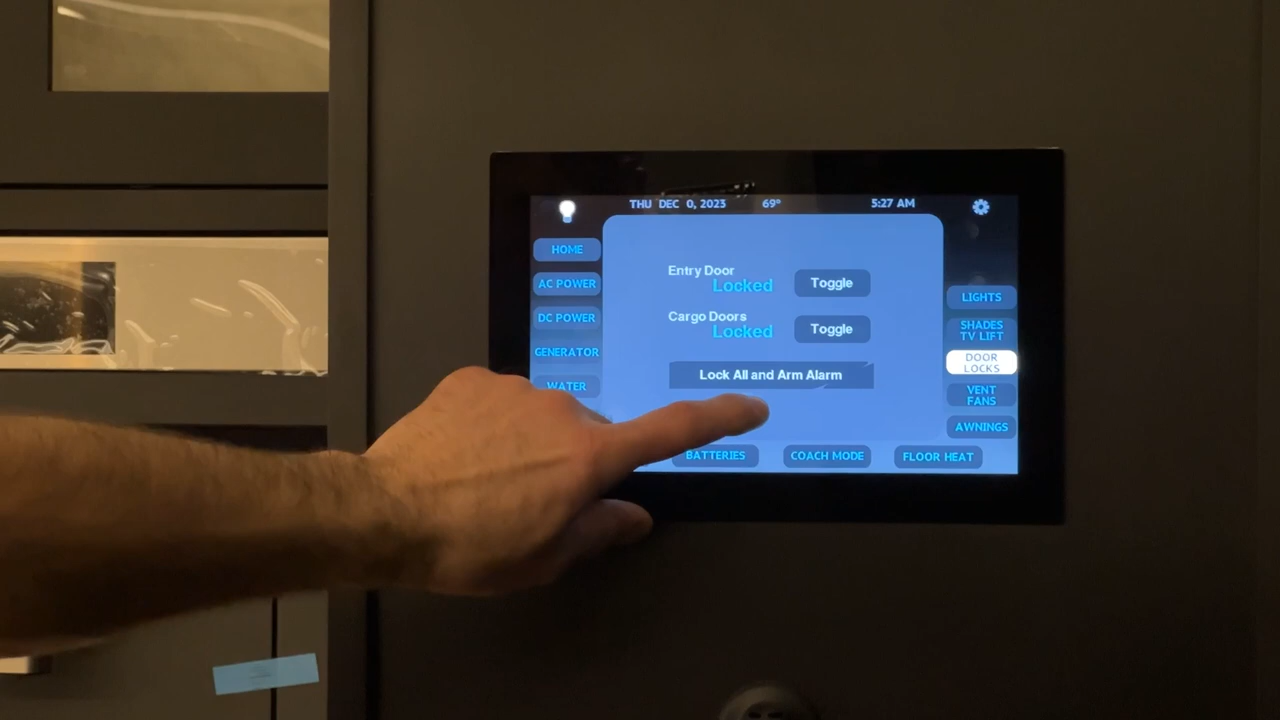 THU DEC 0, 2023 69° 5:27 AM
HOME
AC POWER
DC POWER
GENERATOR
WATER
Entry Door
Locked
Toggle
Cargo Doors
Locked
Toggle
Lock All and Arm Alarm
LIGHTS
SHADES
TV LIFT
DOOR
LOCKS
VENT
FANS
AWNINGS
BATTERIES
COACH MODE
FLOOR HEAT